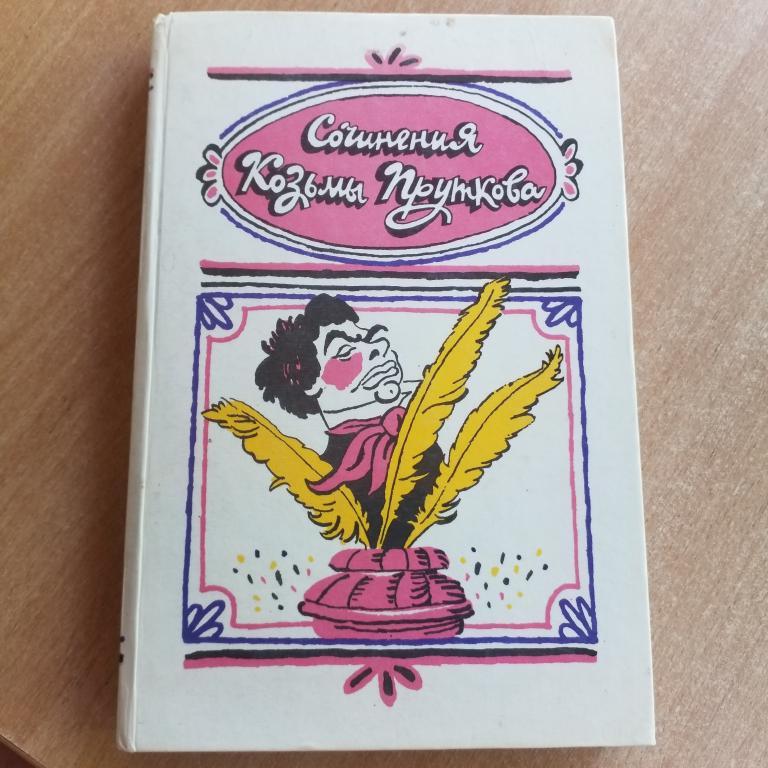 Сочинения
Козьмы Пруткова